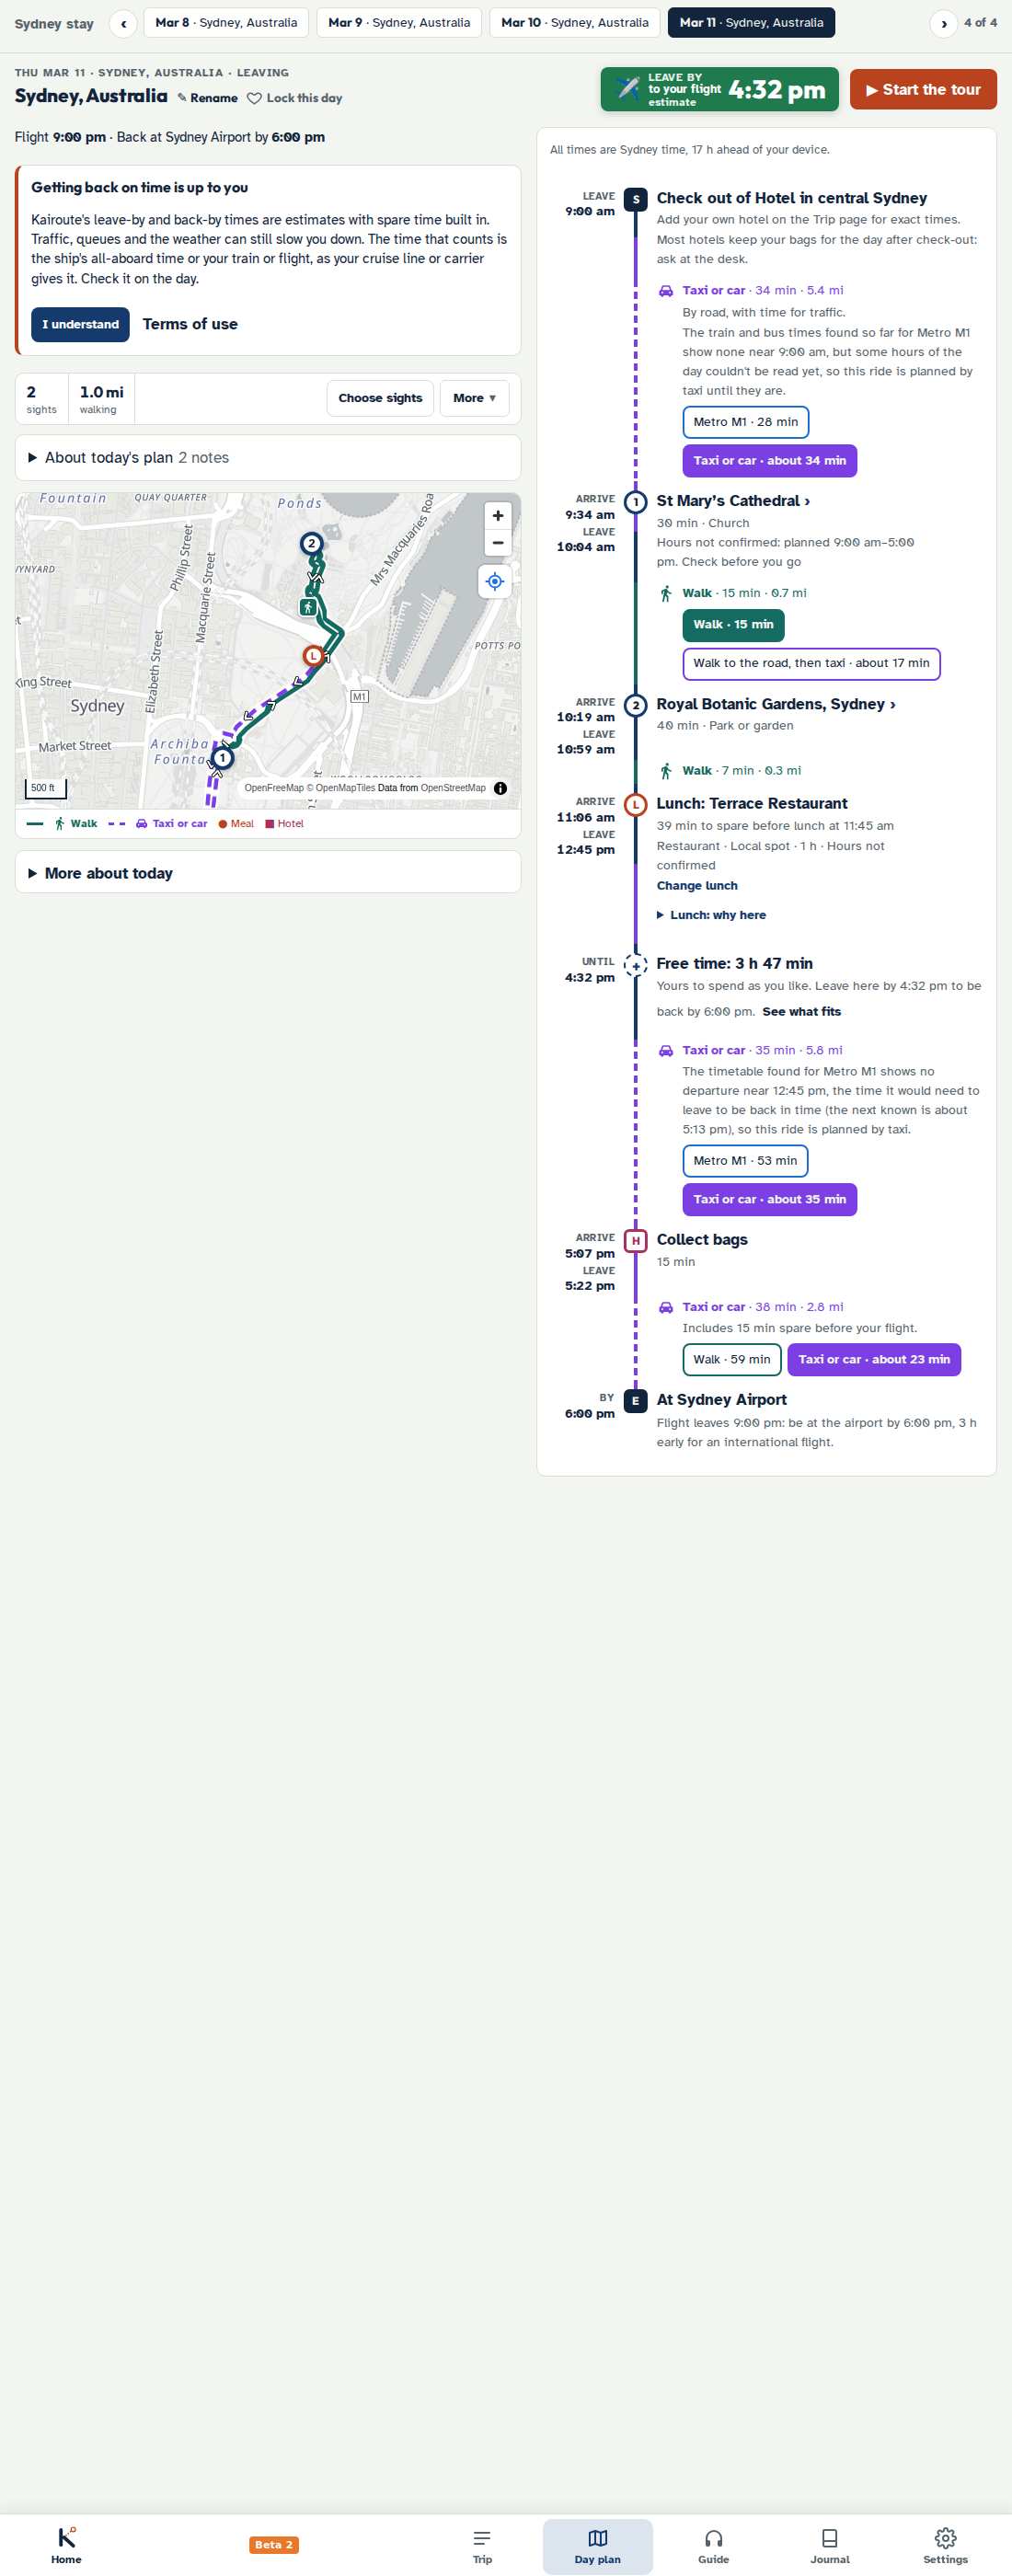 Sydney stay
Mar 8 · Sydney, Australia
Mar 9 · Sydney, Australia
Mar 10 · Sydney, Australia
Mar 11 · Sydney, Australia
4 of 4
THU MAR 11 · SYDNEY, AUSTRALIA · LEAVING
Sydney, Australia
Rename
Lock this day
LEAVE BY
to your flight
estimate
4:32 pm
Start the tour
Flight 9:00 pm · Back at Sydney Airport by 6:00 pm
Getting back on time is up to you
Kairoute's leave-by and back-by times are estimates with spare time built in.
Traffic, queues and the weather can still slow you down. The time that counts is
the ship's all-aboard time or your train or flight, as your cruise line or carrier
gives it. Check it on the day.
I understand
Terms of use
2
sights
1.0 mi
walking
Choose sights
More
About today's plan 2 notes
Fountain
QUAY QUARTER
Ponds
Mrs Macquaries Roa
Phillip Street
Macquarie Street
Elizabeth Street
2
L
M1
POTTS PO
King Street
Sydney
Market Street
Archiba
Founta
1
500 ft
OpenFreeMap © OpenMapTiles Data from OpenStreetMap
Walk
Taxi or car
Meal
Hotel
More about today
All times are Sydney time, 17 h ahead of your device.
LEAVE
9:00 am
S
Check out of Hotel in central Sydney
Add your own hotel on the Trip page for exact times.
Most hotels keep your bags for the day after check-out:
ask at the desk.
Taxi or car · 34 min · 5.4 mi
By road, with time for traffic.
The train and bus times found so far for Metro M1
show none near 9:00 am, but some hours of the
day couldn't be read yet, so this ride is planned by
taxi until they are.
Metro M1 · 28 min
Taxi or car · about 34 min
ARRIVE
9:34 am
LEAVE
10:04 am
1
St Mary's Cathedral ›
30 min · Church
Hours not confirmed: planned 9:00 am–5:00
pm. Check before you go
Walk · 15 min · 0.7 mi
Walk · 15 min
Walk to the road, then taxi · about 17 min
ARRIVE
10:19 am
LEAVE
10:59 am
2
Royal Botanic Gardens, Sydney ›
40 min · Park or garden
Walk · 7 min · 0.3 mi
ARRIVE
11:06 am
LEAVE
12:45 pm
L
Lunch: Terrace Restaurant
39 min to spare before lunch at 11:45 am
Restaurant · Local spot · 1 h · Hours not
confirmed
Change lunch
Lunch: why here
UNTIL
4:32 pm
Free time: 3 h 47 min
Yours to spend as you like. Leave here by 4:32 pm to be
back by 6:00 pm. See what fits
Taxi or car · 35 min · 5.8 mi
The timetable found for Metro M1 shows no
departure near 12:45 pm, the time it would need to
leave to be back in time (the next known is about
5:13 pm), so this ride is planned by taxi.
Metro M1 · 53 min
Taxi or car · about 35 min
ARRIVE
5:07 pm
LEAVE
5:22 pm
H
Collect bags
15 min
Taxi or car · 38 min · 2.8 mi
Includes 15 min spare before your flight.
Walk · 59 min
Taxi or car · about 23 min
BY
6:00 pm
E
At Sydney Airport
Flight leaves 9:00 pm: be at the airport by 6:00 pm, 3 h
early for an international flight.
Home
Beta 2
Trip
Day plan
Guide
Journal
Settings